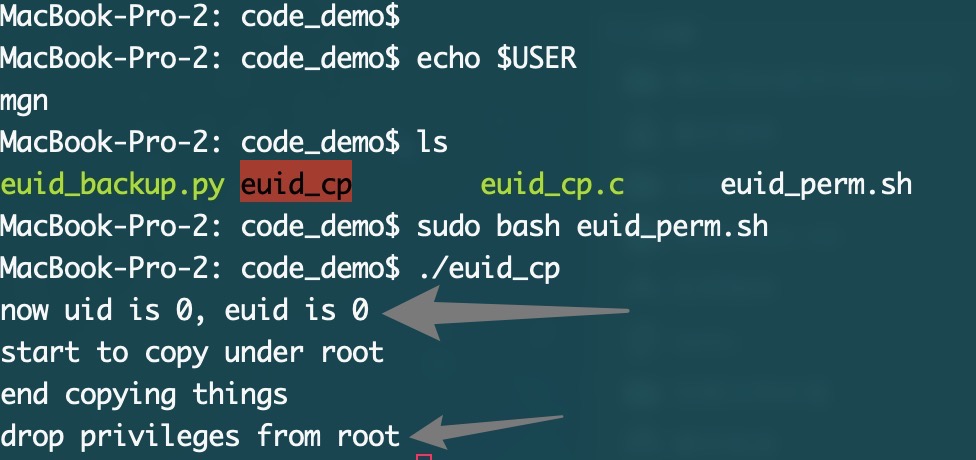 MacBook-Pro-2: code_demo$
MacBook-Pro-2: code_demo$ echo $USER
mgn
MacBook-Pro-2: code_demo$ ls
euid_backup.py euid_cp euid_cp.c euid_perm.sh
MacBook-Pro-2: code_demo$ sudo bash euid_perm.sh
MacBook-Pro-2: code_demo$ ./euid_cp
now uid is 0, euid is 0
start to copy under root
end copying things
drop privileges from root